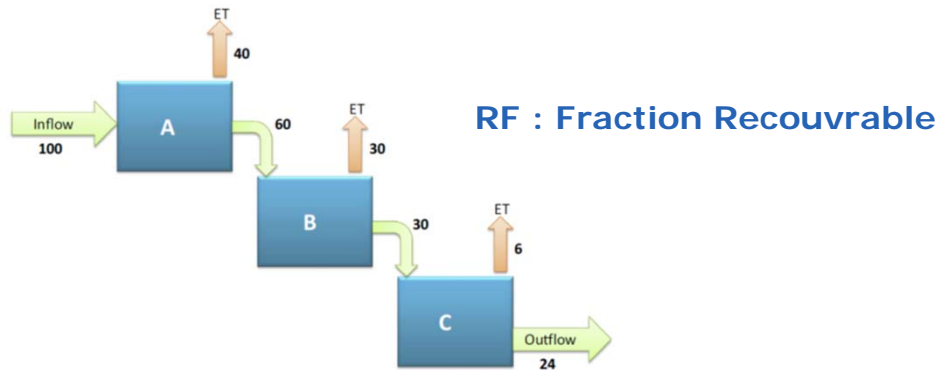 ET
40
Inflow
100
A
60
ET
30
RF : Fraction Recouvrable
B
30
ET
6
C
Outflow
24